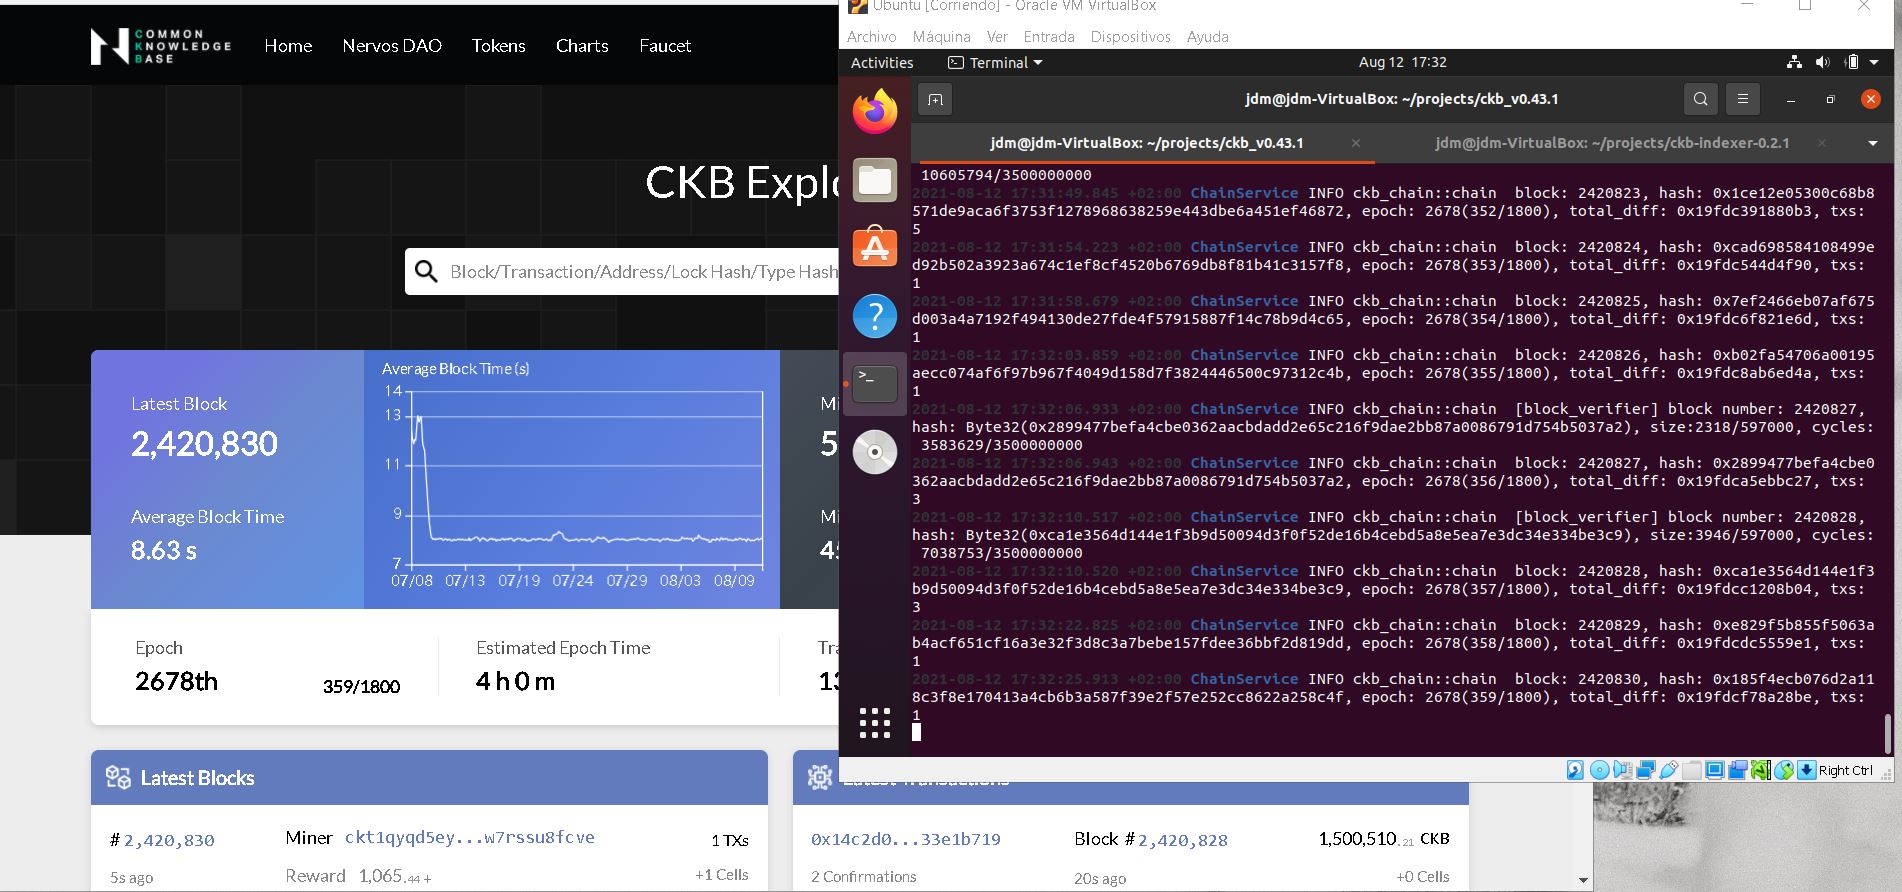 COMMON
KNOWLEDGE
BASE
Home Nervos DAO Tokens Charts Faucet
CKB Explo
Block/Transaction/Address/Lock Hash/Type Hash
Latest Block
2,420,830
Average Block Time
8.63 s
Average Block Time (s)
14
13
11
9
7
07/08 07/13 07/19 07/24 07/29 08/03 08/09
Mi
5
Mi
4
Epoch
2678th 359/1800
Estimated Epoch Time
4 h 0 m
Tra
13
Latest Blocks
# 2,420,830 Miner ckt1qyqd5ey...w7rssu8fcve 1 TXs
5s ago Reward 1,065.44 + +1 Cells
Latest Transactions
0x14c2d0...33e1b719 Block # 2,420,828 1,500,510.21 CKB
2 Confirmations 20s ago +0 Cells
Ubuntu [Corriendo] - Oracle VM VirtualBox
Archivo Máquina Ver Entrada Dispositivos Ayuda
Activities Terminal Aug 12 17:32
jdm@jdm-VirtualBox: ~/projects/ckb_v0.43.1
jdm@jdm-VirtualBox: ~/projects/ckb_v0.43.1 jdm@jdm-VirtualBox: ~/projects/ckb-indexer-0.2.1
10605794/3500000000
2021-08-12 17:31:49.845 +02:00 ChainService INFO ckb_chain::chain block: 2420823, hash: 0x1ce12e05300c68b8
571de9aca6f3753f1278968638259e443dbe6a451ef46872, epoch: 2678(352/1800), total_diff: 0x19fdc391880b3, txs:
5
2021-08-12 17:31:54.223 +02:00 ChainService INFO ckb_chain::chain block: 2420824, hash: 0xcad698584108499e
d92b502a3923a674c1ef8cf4520b6769db8f81b41c3157f8, epoch: 2678(353/1800), total_diff: 0x19fdc544d4f90, txs:
1
2021-08-12 17:31:58.679 +02:00 ChainService INFO ckb_chain::chain block: 2420825, hash: 0x7ef2466eb07af675
d003a4a7192f494130de27fde4f57915887f14c78b9d4c65, epoch: 2678(354/1800), total_diff: 0x19fdc6f821e6d, txs:
1
2021-08-12 17:32:03.859 +02:00 ChainService INFO ckb_chain::chain block: 2420826, hash: 0xb02fa54706a00195
aecc074af6f97b967f4049d158d7f3824446500c97312c4b, epoch: 2678(355/1800), total_diff: 0x19fdc8ab6ed4a, txs:
1
2021-08-12 17:32:06.933 +02:00 ChainService INFO ckb_chain::chain [block_verifier] block number: 2420827,
hash: Byte32(0x2899477befa4cbe0362aacbdadd2e65c216f9dae2bb87a0086791d754b5037a2), size:2318/597000, cycles:
3583629/3500000000
2021-08-12 17:32:06.943 +02:00 ChainService INFO ckb_chain::chain block: 2420827, hash: 0x2899477befa4cbe0
362aacbdadd2e65c216f9dae2bb87a0086791d754b5037a2, epoch: 2678(356/1800), total_diff: 0x19fdca5ebbc27, txs:
3
2021-08-12 17:32:10.517 +02:00 ChainService INFO ckb_chain::chain [block_verifier] block number: 2420828,
hash: Byte32(0xca1e3564d144e1f3b9d50094d3f0f52de16b4cebd5a8e5ea7e3dc34e334be3c9), size:3946/597000, cycles:
7038753/3500000000
2021-08-12 17:32:10.520 +02:00 ChainService INFO ckb_chain::chain block: 2420828, hash: 0xca1e3564d144e1f3
b9d50094d3f0f52de16b4cebd5a8e5ea7e3dc34e334be3c9, epoch: 2678(357/1800), total_diff: 0x19fdcc1208b04, txs:
3
2021-08-12 17:32:22.825 +02:00 ChainService INFO ckb_chain::chain block: 2420829, hash: 0xe829f5b855f5063a
b4acf651cf16a3e32f3d8c3a7bebe157fdee36bbf2d819dd, epoch: 2678(358/1800), total_diff: 0x19fdcdc5559e1, txs:
1
2021-08-12 17:32:25.913 +02:00 ChainService INFO ckb_chain::chain block: 2420830, hash: 0x185f4ecb076d2a11
8c3f8e170413a4cb6b3a587f39e2f57e252cc8622a258c4f, epoch: 2678(359/1800), total_diff: 0x19fdcf78a28be, txs:
1
Right Ctrl